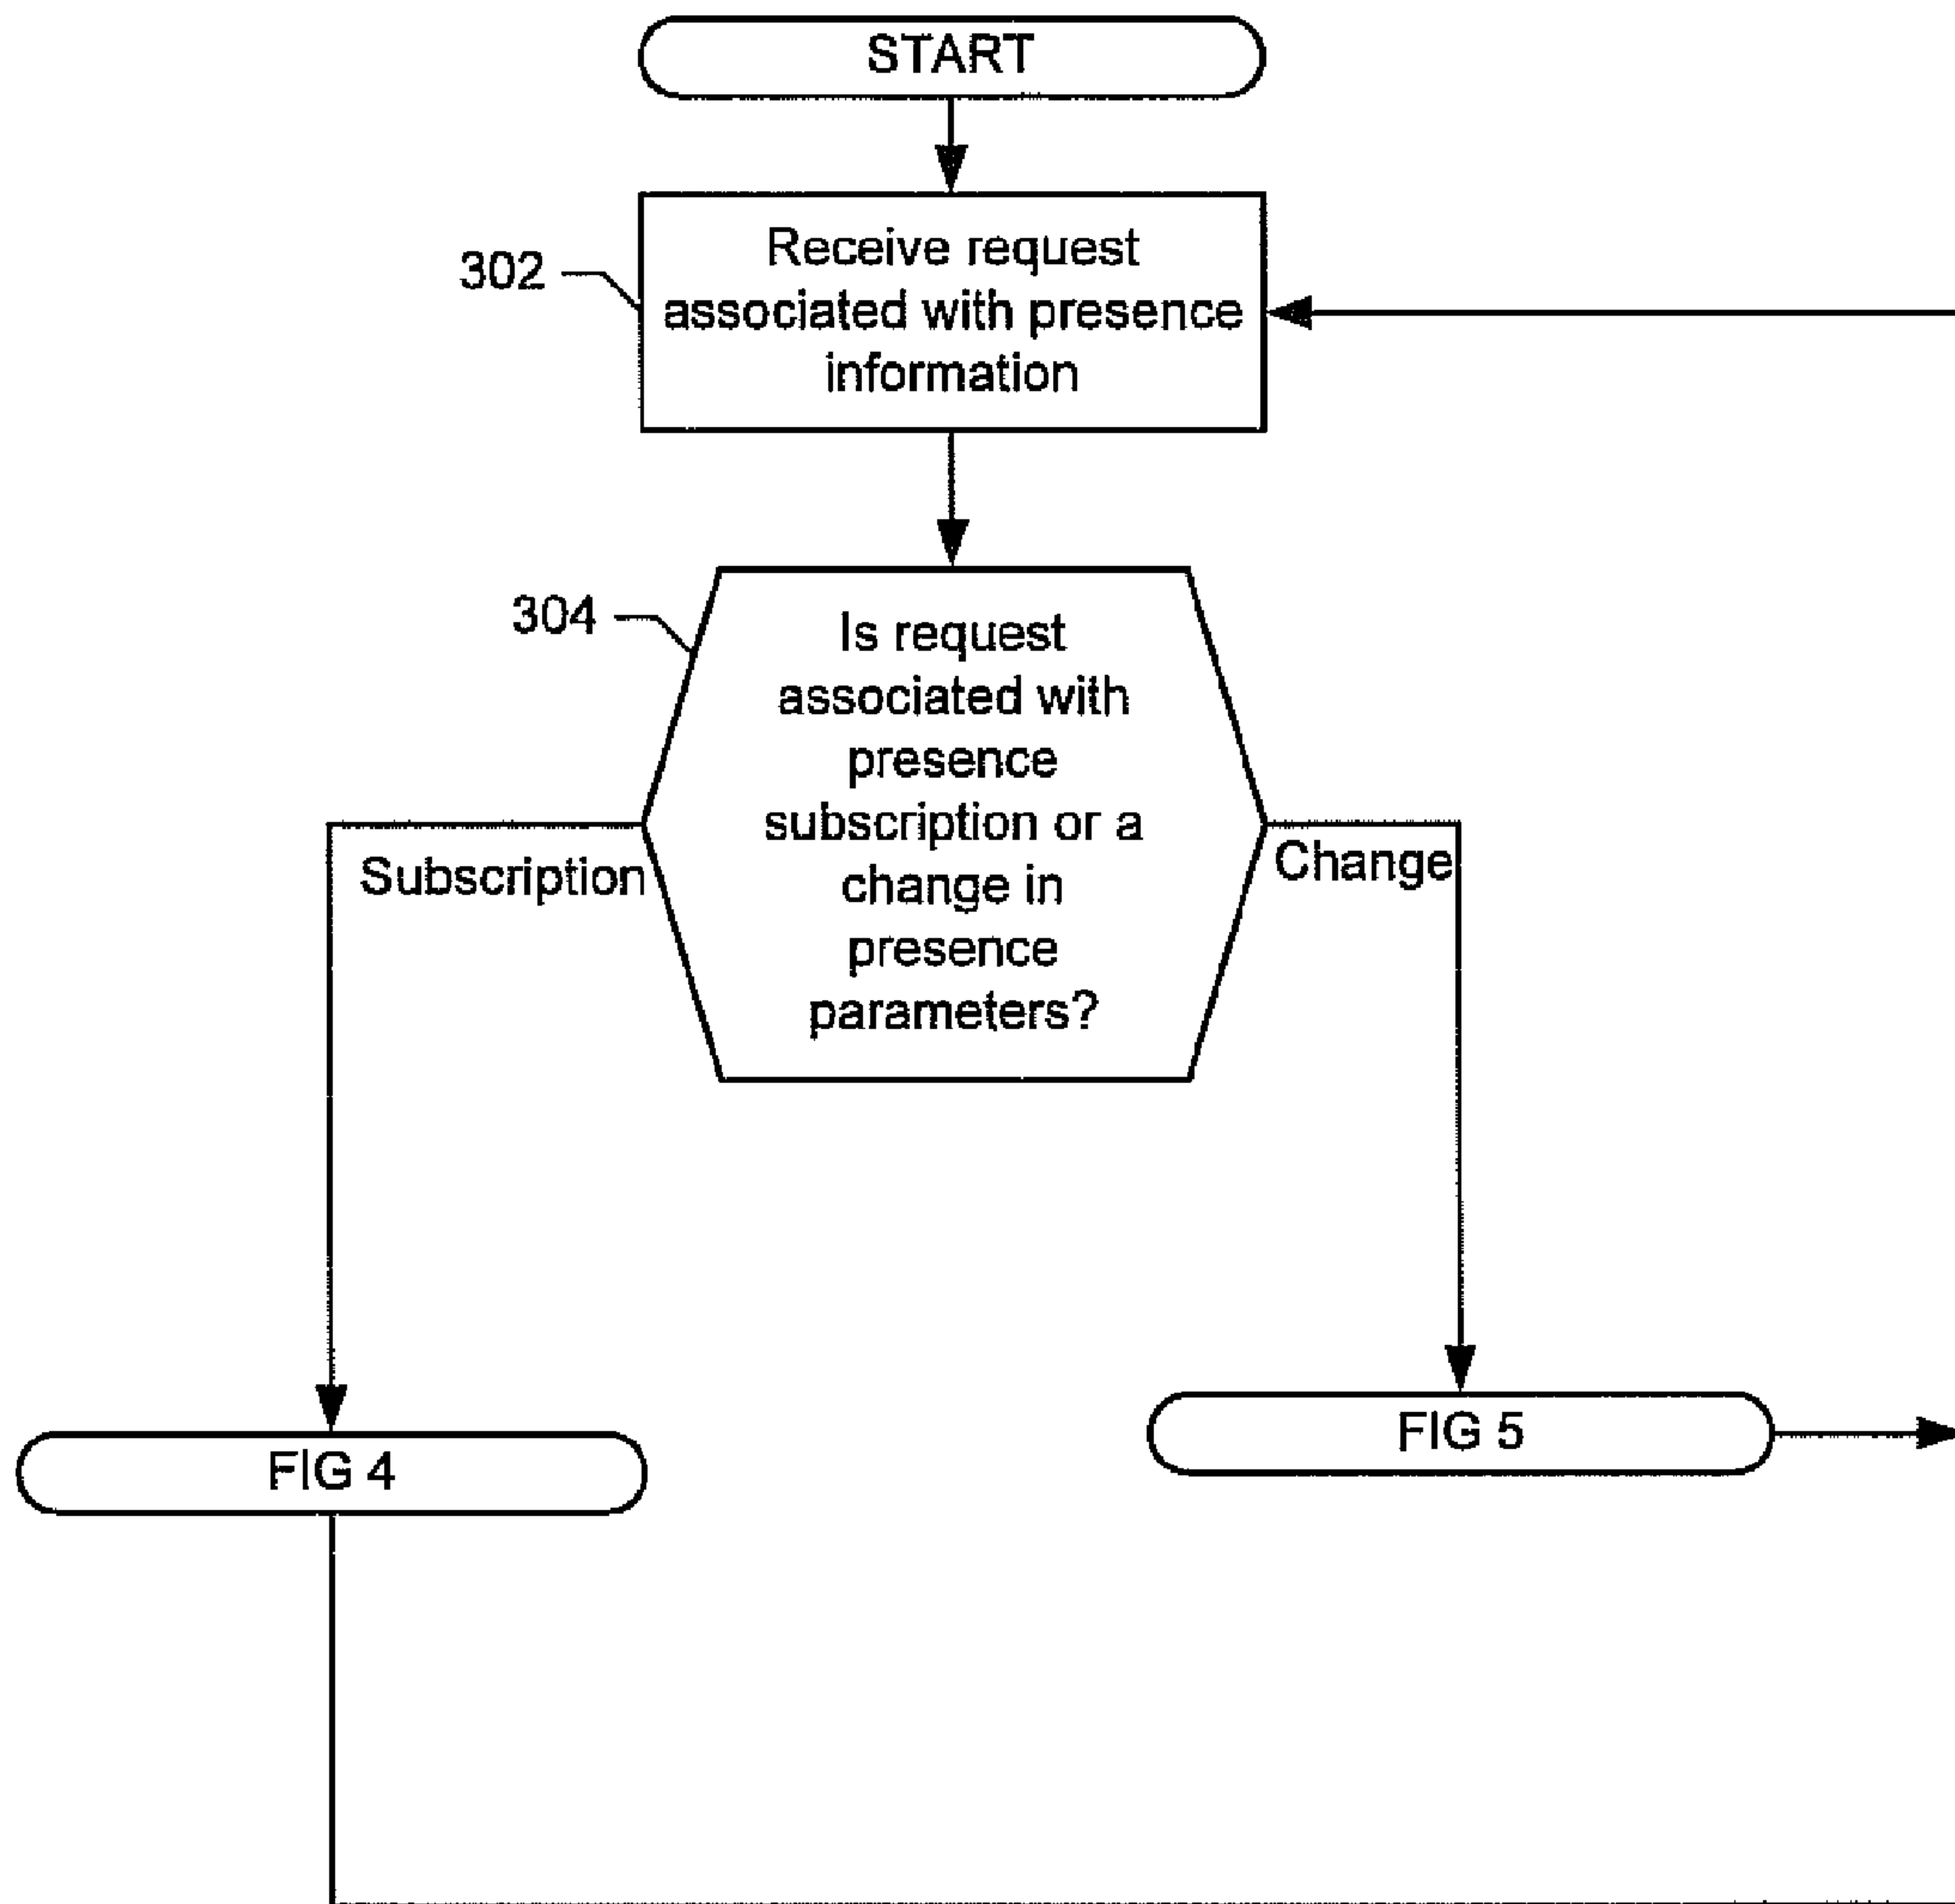 START
302
Receive request
associated with presence
information
304
Is request
associated with
presence
subscription or a
change in
presence
parameters?
Subscription
Change
FIG 4
FIG 5